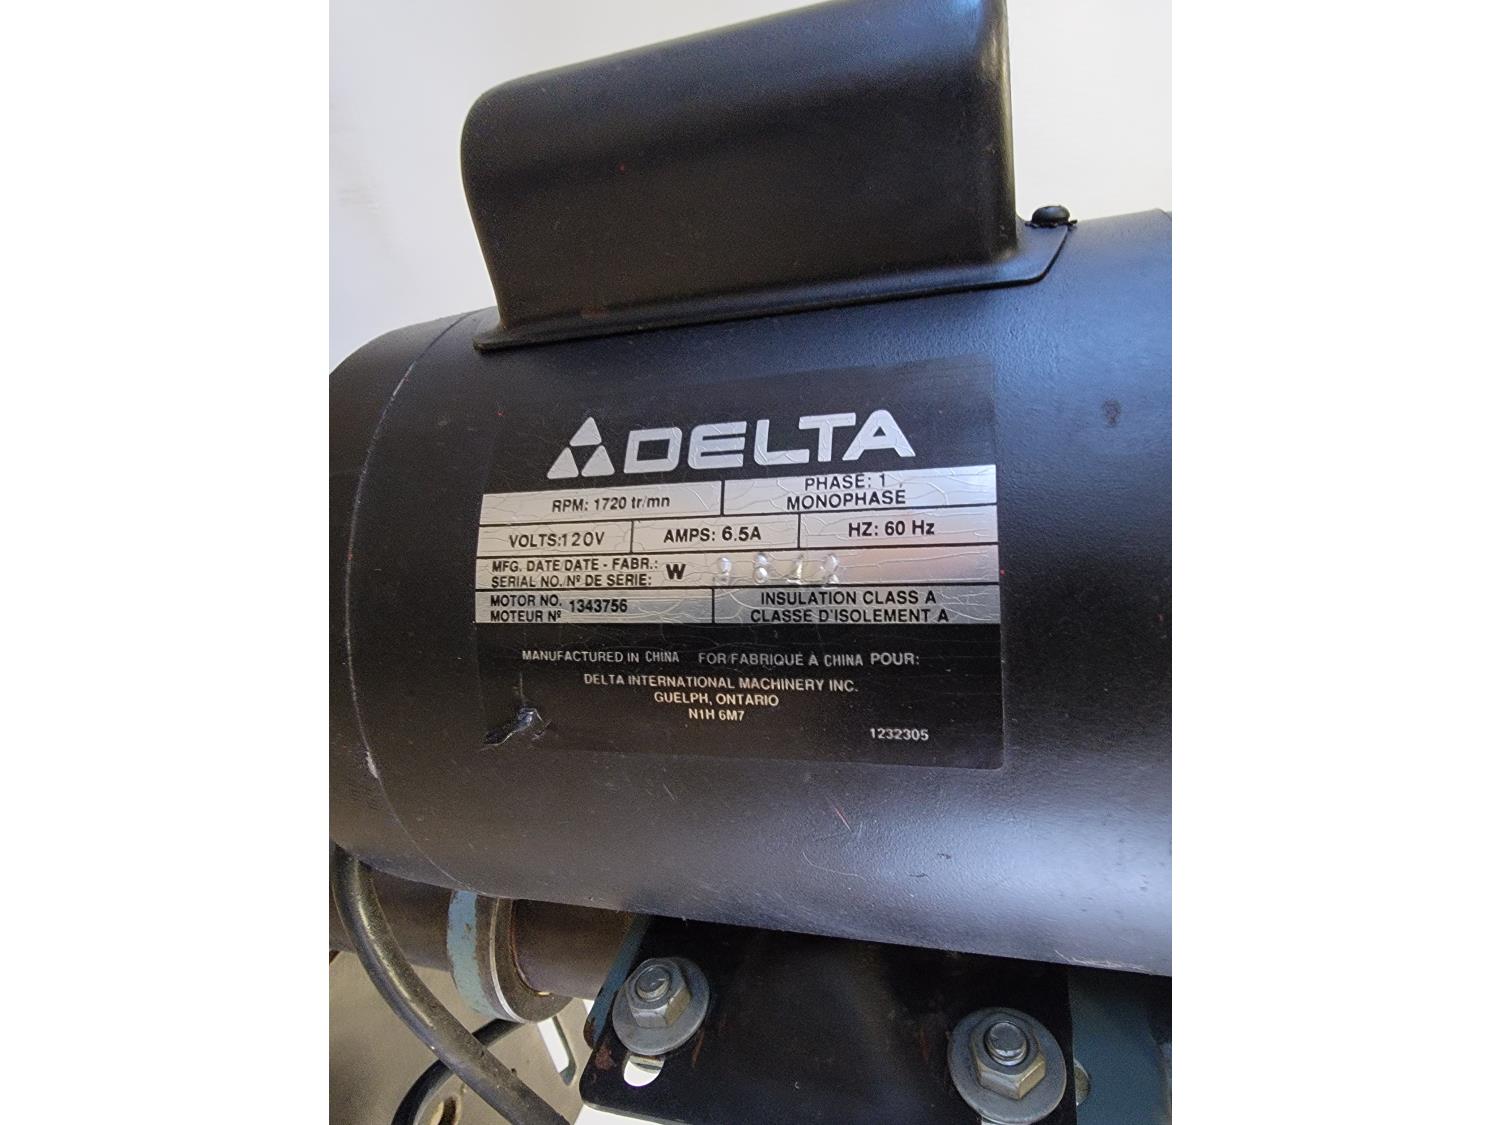 DELTA
RPM: 1720 tr/mn
PHASE: 1
MONOPHASE
VOLTS:120V
AMPS: 6.5A
HZ: 60 Hz
MFG. DATE/DATE - FABR.:
SERIAL NO./Nº DE SERIE: W
MOTOR NO. 1343756
MOTEUR Nº
INSULATION CLASS A
CLASSE D'ISOLEMENT A
MANUFACTURED IN CHINA FOR/FABRIQUÉ À CHINA POUR:
DELTA INTERNATIONAL MACHINERY INC.
GUELPH, ONTARIO
N1H 6M7
1232305